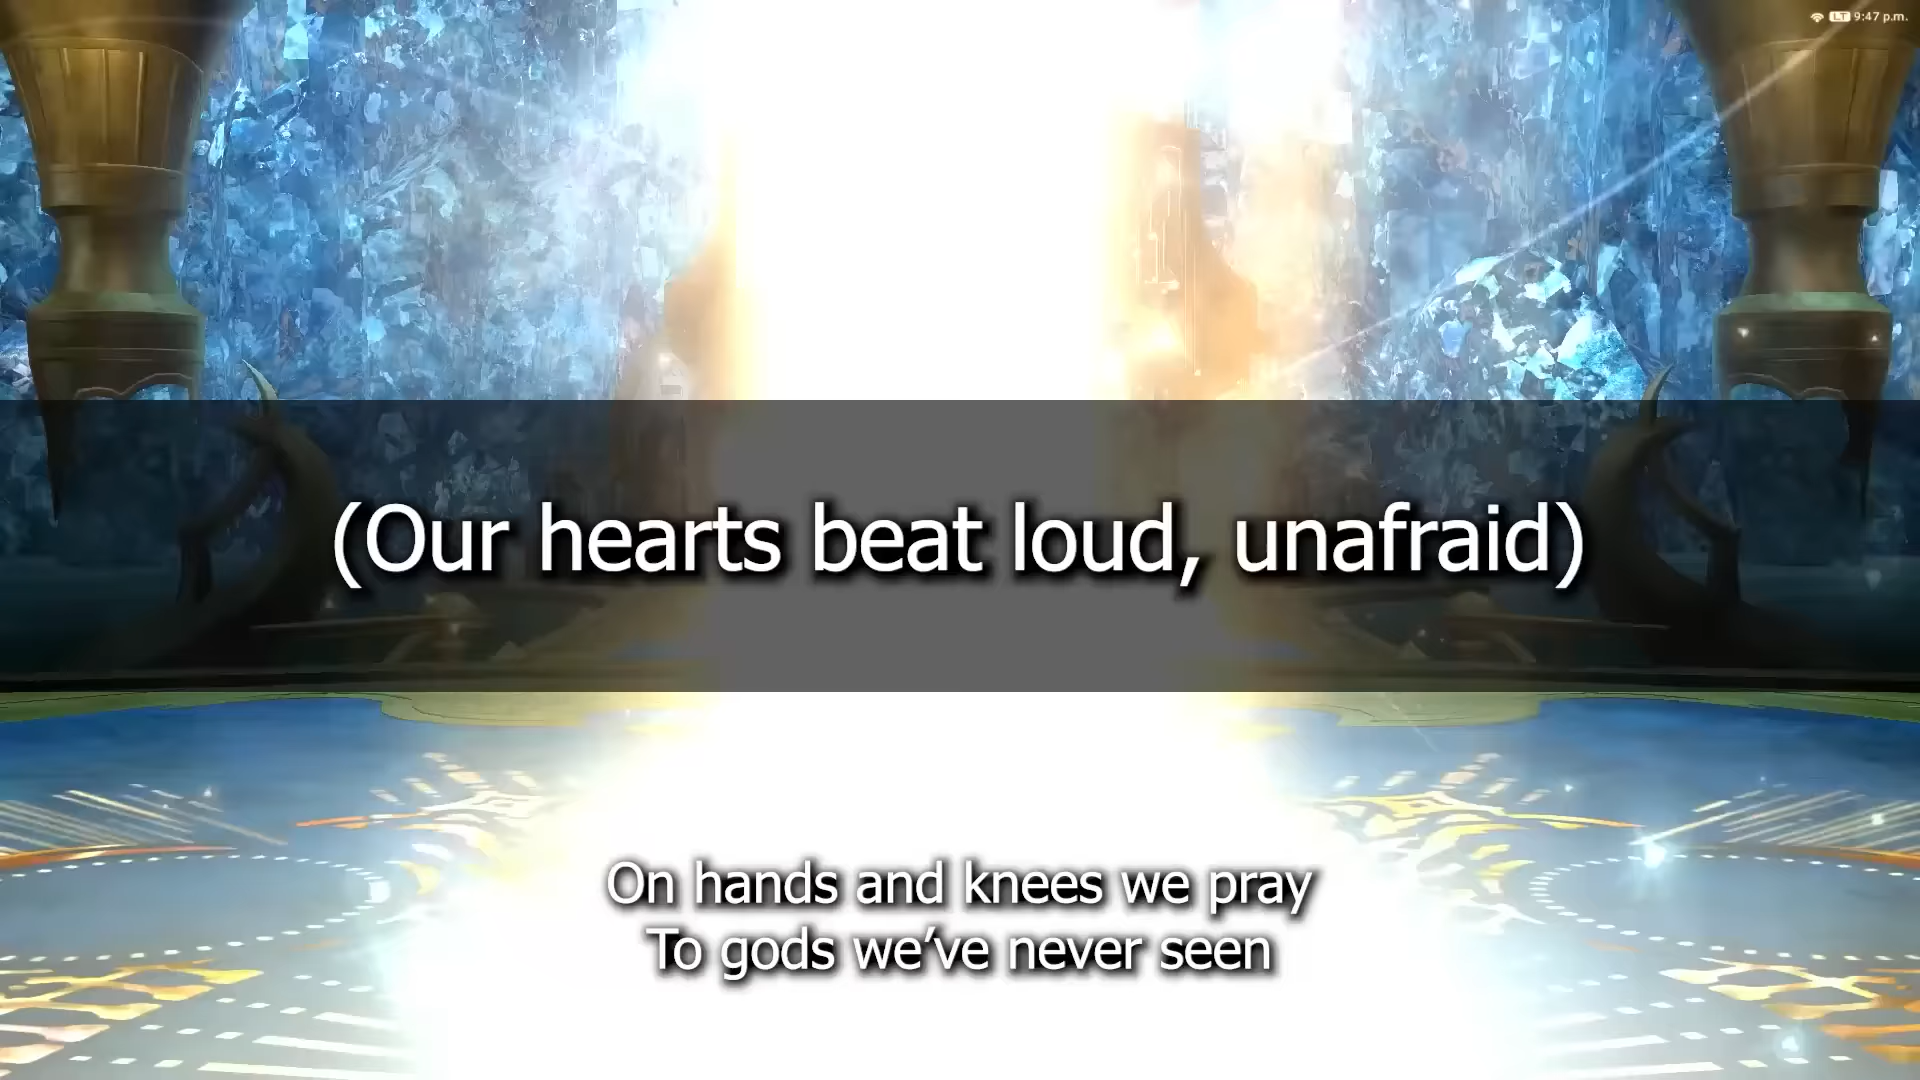 LT 9:47 p.m.
(Our hearts beat loud, unafraid)
On hands and knees we pray
To gods we’ve never seen